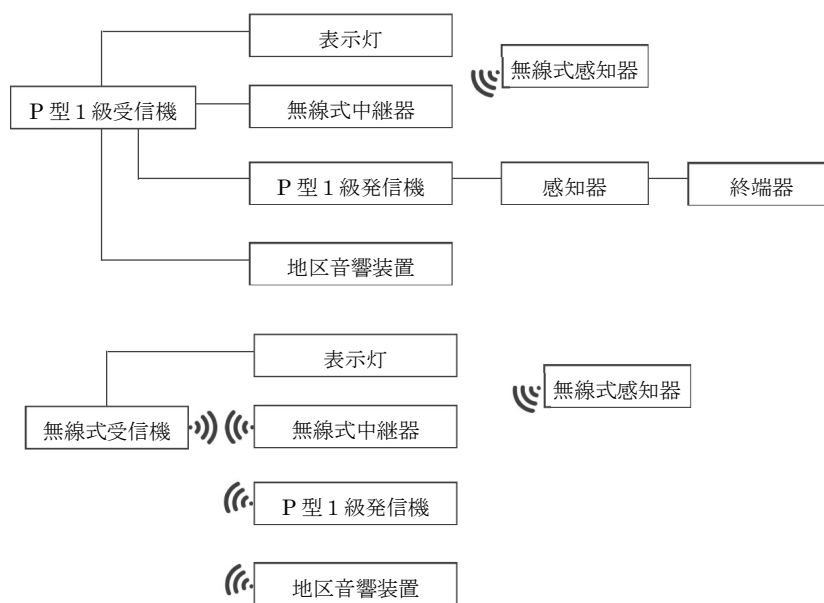 表示灯
無線式感知器
P型1級受信機
無線式中継器
P型1級発信機
感知器
終端器
地区音響装置
表示灯
無線式感知器
無線式受信機
無線式中継器
P型1級発信機
地区音響装置